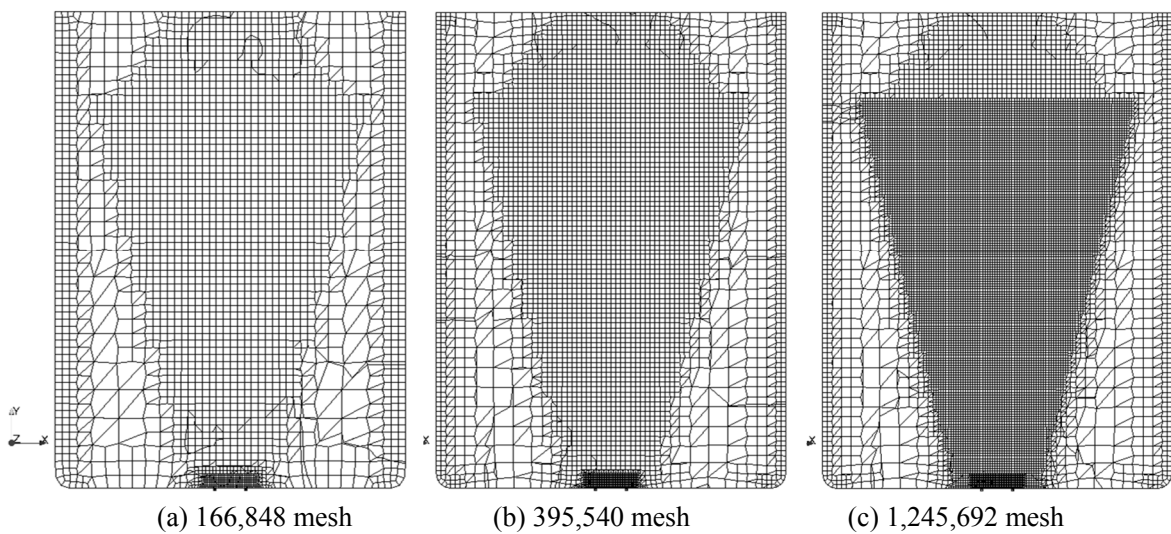 Y
Z X
X
X
(a) 166,848 mesh
(b) 395,540 mesh
(c) 1,245,692 mesh